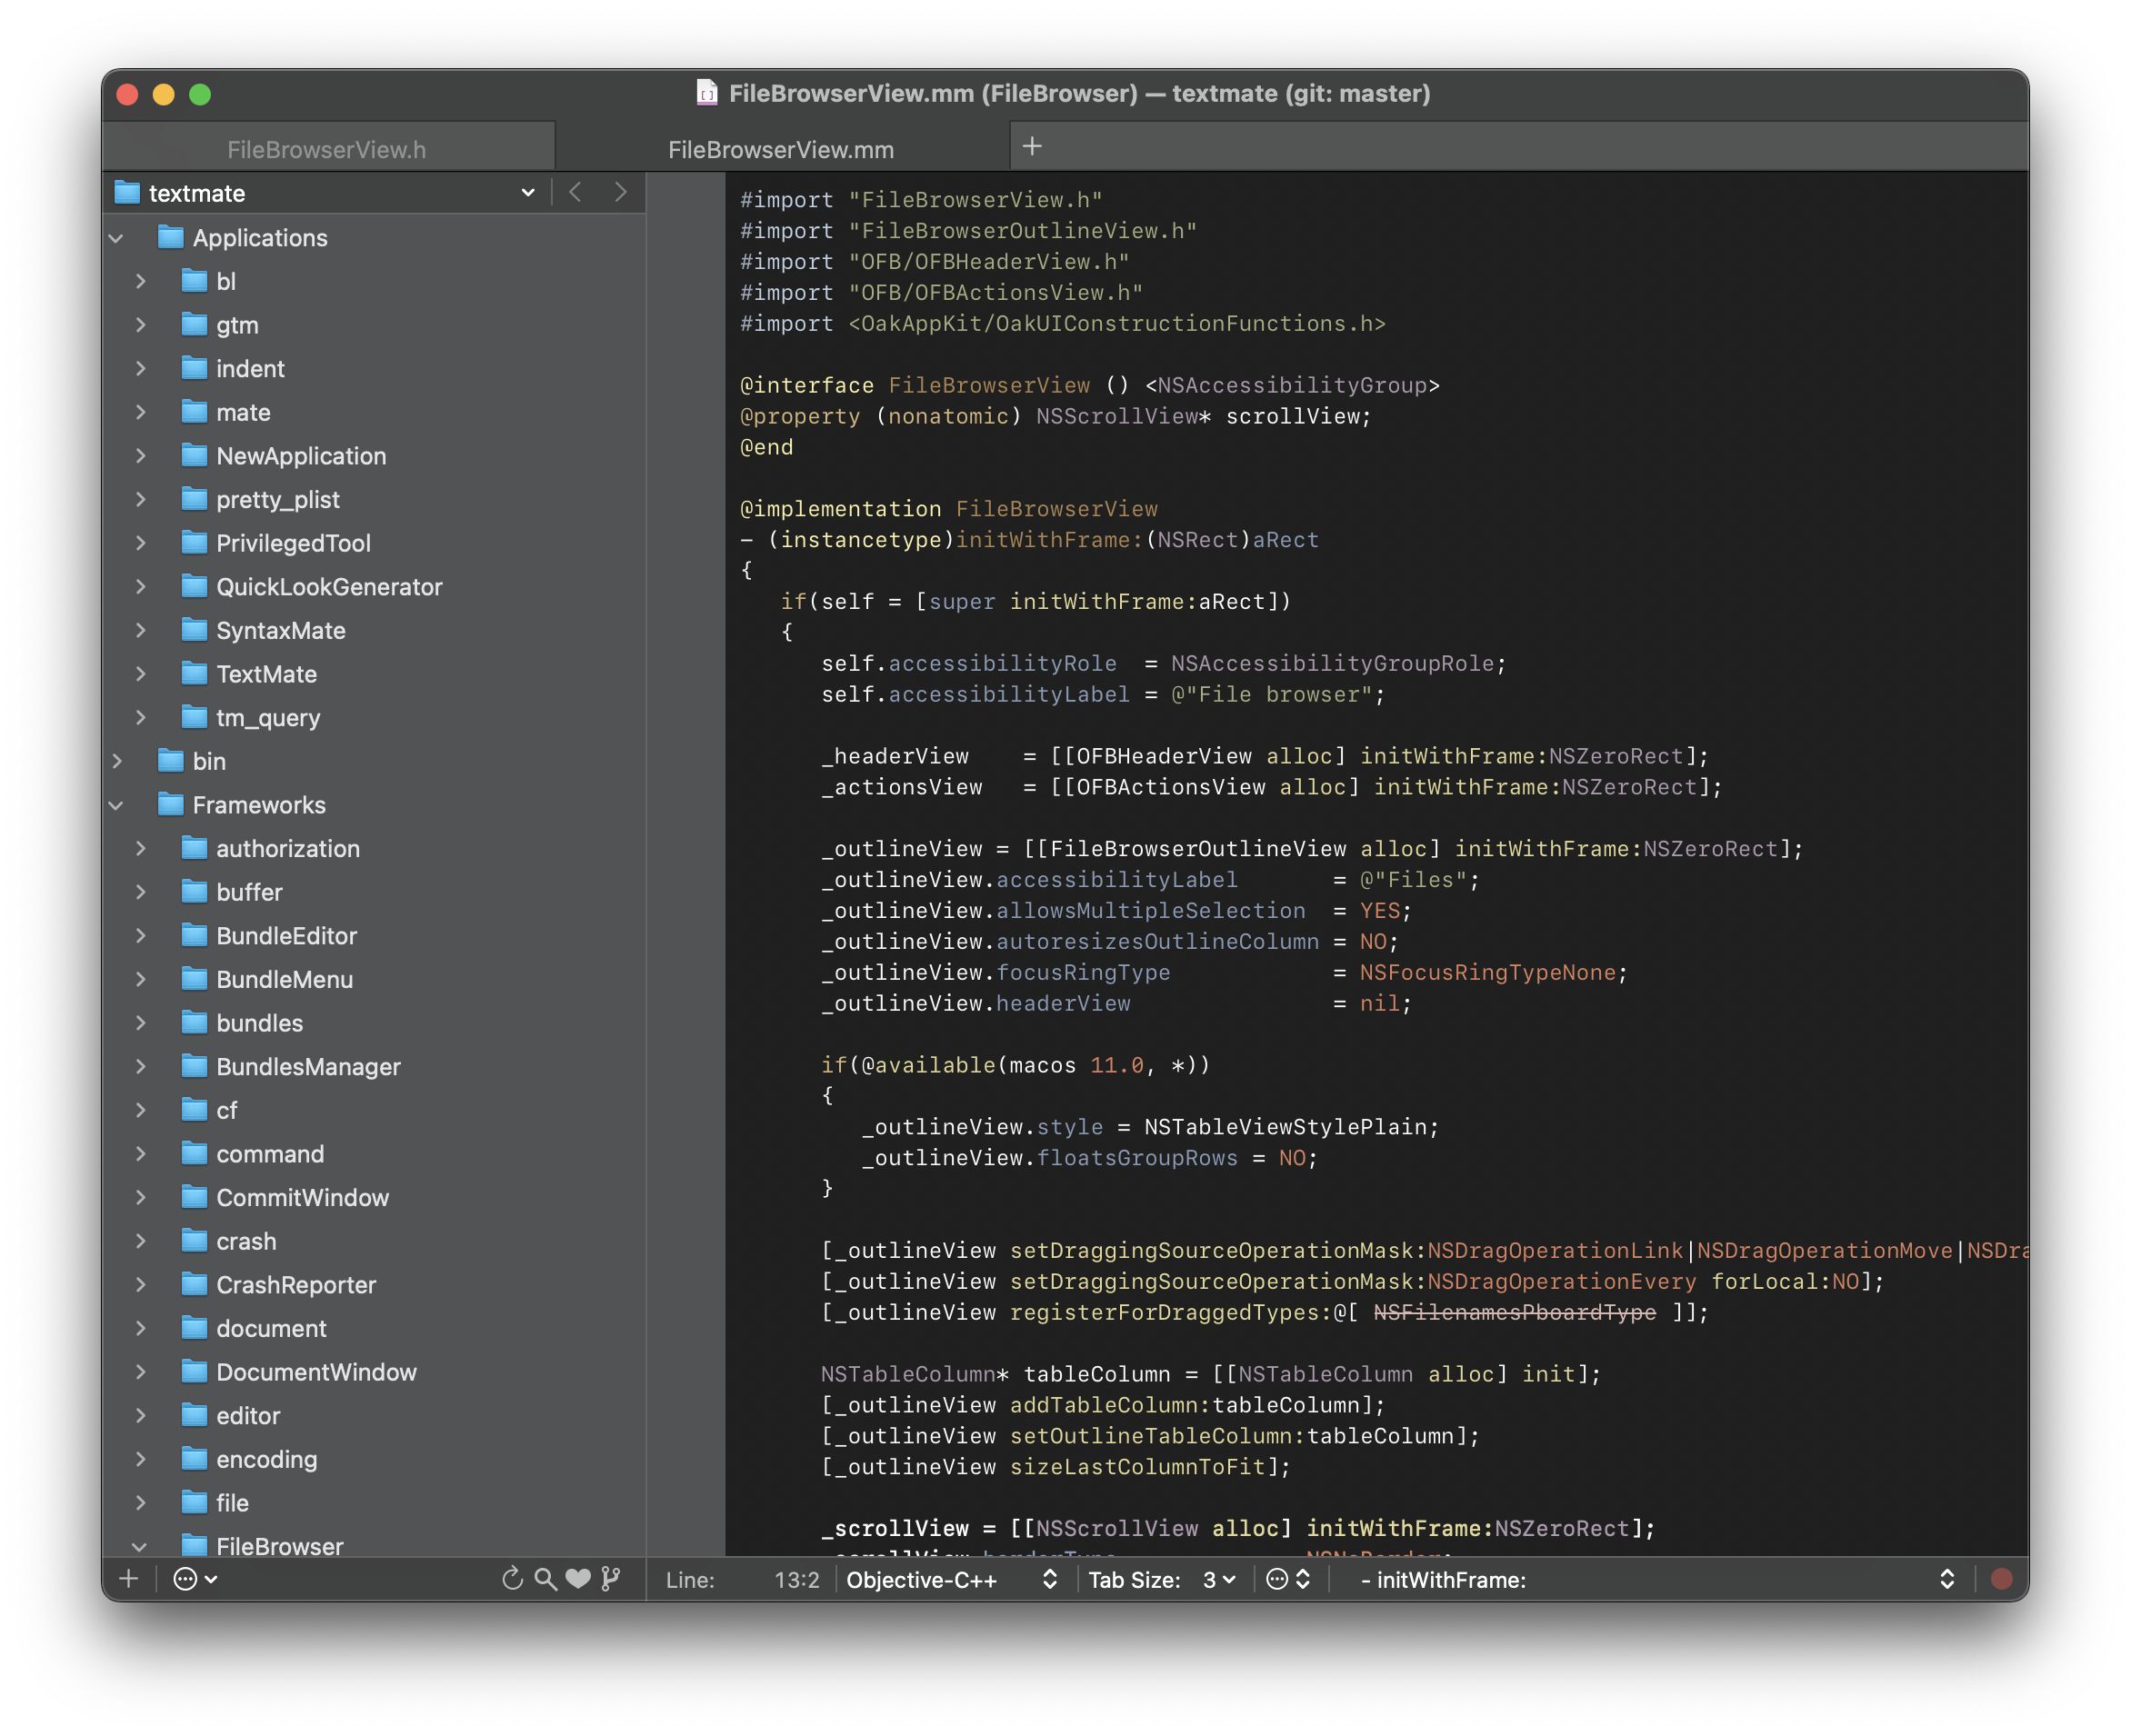 FileBrowserView.mm (FileBrowser) — textmate (git: master)
FileBrowserView.h
FileBrowserView.mm
textmate
Applications
bl
gtm
indent
mate
NewApplication
pretty_plist
PrivilegedTool
QuickLookGenerator
SyntaxMate
TextMate
tm_query
bin
Frameworks
authorization
buffer
BundleEditor
BundleMenu
bundles
BundlesManager
cf
command
CommitWindow
crash
CrashReporter
document
DocumentWindow
editor
encoding
file
FileBrowser
#import "FileBrowserView.h"
#import "FileBrowserOutlineView.h"
#import "OFB/OFBHeaderView.h"
#import "OFB/OFBActionsView.h"
#import <OakAppKit/OakUIConstructionFunctions.h>
@interface FileBrowserView () <NSAccessibilityGroup>
@property (nonatomic) NSScrollView* scrollView;
@end
@implementation FileBrowserView
- (instancetype)initWithFrame:(NSRect)aRect
{
   if(self = [super initWithFrame:aRect])
   {
      self.accessibilityRole  = NSAccessibilityGroupRole;
      self.accessibilityLabel = @"File browser";
      _headerView    = [[OFBHeaderView alloc] initWithFrame:NSZeroRect];
      _actionsView   = [[OFBActionsView alloc] initWithFrame:NSZeroRect];
      _outlineView = [[FileBrowserOutlineView alloc] initWithFrame:NSZeroRect];
      _outlineView.accessibilityLabel       = @"Files";
      _outlineView.allowsMultipleSelection  = YES;
      _outlineView.autoresizesOutlineColumn = NO;
      _outlineView.focusRingType            = NSFocusRingTypeNone;
      _outlineView.headerView               = nil;
      if(@available(macos 11.0, *))
      {
         _outlineView.style = NSTableViewStylePlain;
         _outlineView.floatsGroupRows = NO;
      }
      [_outlineView setDraggingSourceOperationMask:NSDragOperationLink|NSDragOperationMove|NSDra
      [_outlineView setDraggingSourceOperationMask:NSDragOperationEvery forLocal:NO];
      [_outlineView registerForDraggedTypes:@[ NSFilenamesPboardType ]];
      NSTableColumn* tableColumn = [[NSTableColumn alloc] init];
      [_outlineView addTableColumn:tableColumn];
      [_outlineView setOutlineTableColumn:tableColumn];
      [_outlineView sizeLastColumnToFit];
      _scrollView = [[NSScrollView alloc] initWithFrame:NSZeroRect];
Line: 13:2 Objective-C++ Tab Size: 3 - initWithFrame: